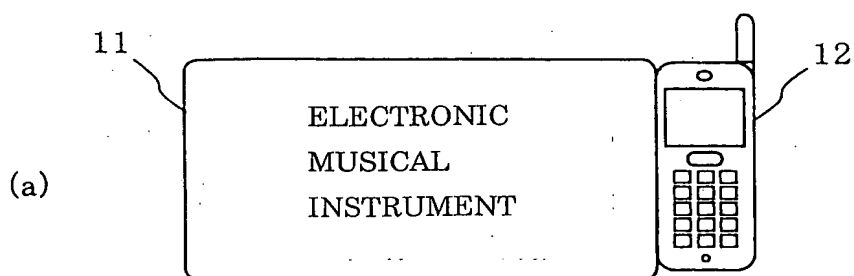 11
12
ELECTRONIC
MUSICAL
(a)
INSTRUMENT